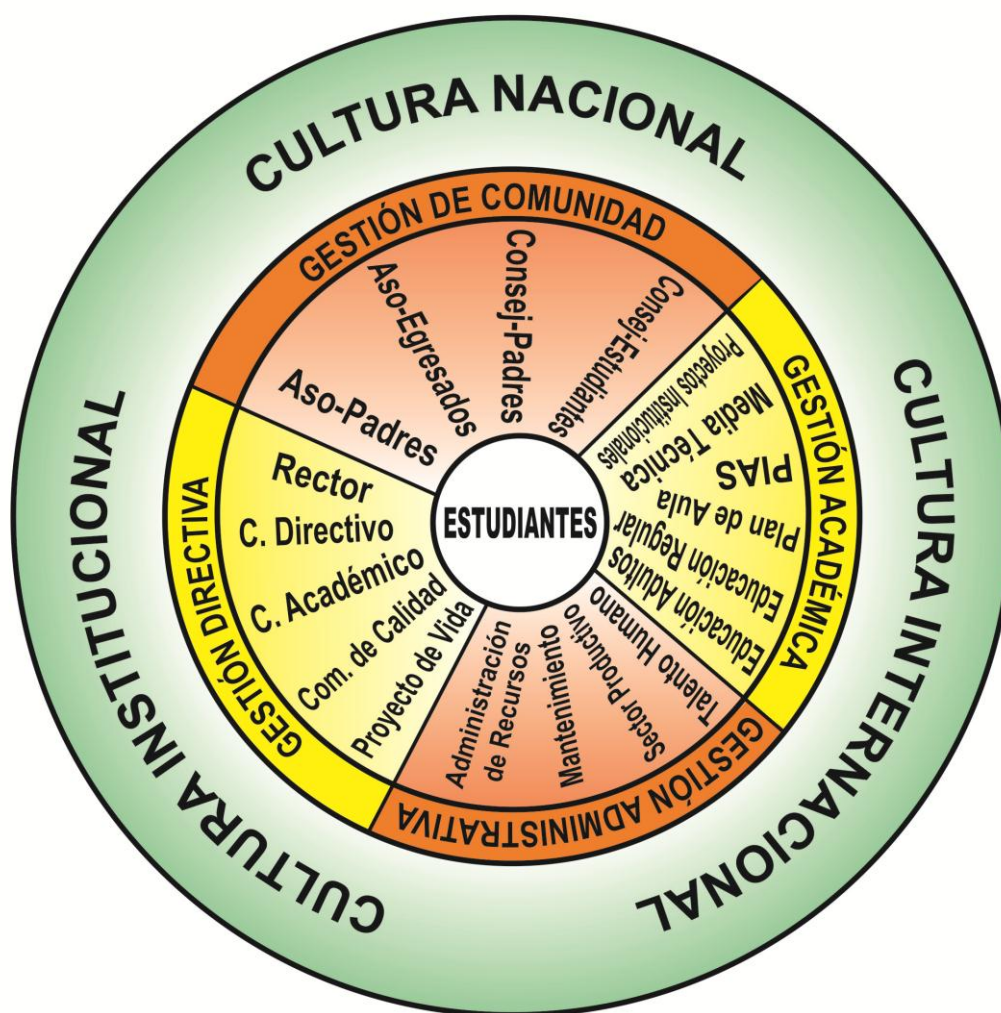 CULTURA NACIONAL
CULTURA INTERNACIONAL
CULTURA INSTITUCIONAL
GESTIÓN DE COMUNIDAD
Aso-Padres
Aso-Egresados
Consej-Padres
Consej-Estudiantes
GESTIÓN ACADÉMICA
Proyectos Institucionales
Media Técnica
PIAS
Plan de Aula
Educación Regular
Educación Adultos
GESTIÓN ADMINISTRATIVA
Talento Humano
Sector Productivo
Mantenimiento
Administración
de Recursos
GESTIÓN DIRECTIVA
Rector
C. Directivo
C. Académico
Com. de Calidad
Proyecto de Vida
ESTUDIANTES